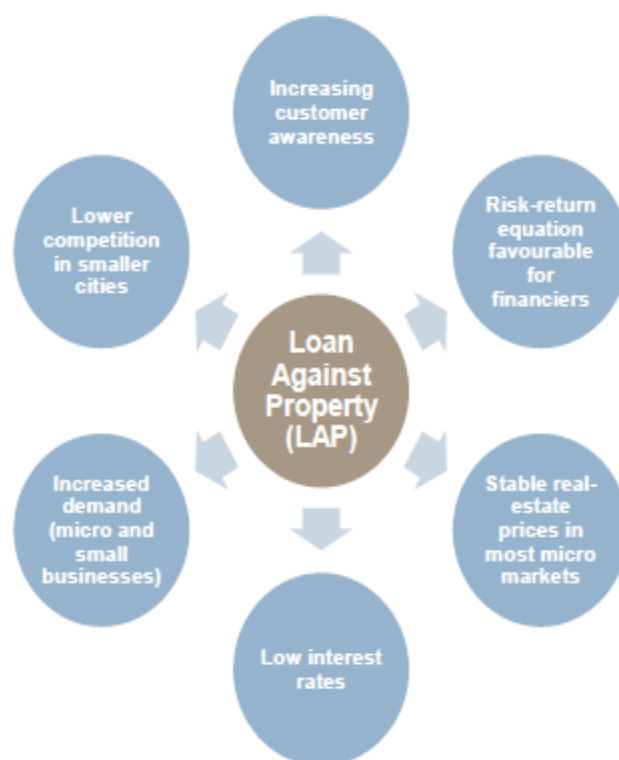 Increasing
customer
awareness
Lower
competition
in smaller
cities
Risk-return
equation
favourable
for
financiers
Loan
Against
Property
(LAP)
Increased
demand
(micro and
small
businesses)
Stable real-
estate
prices in
most micro
markets
Low interest
rates